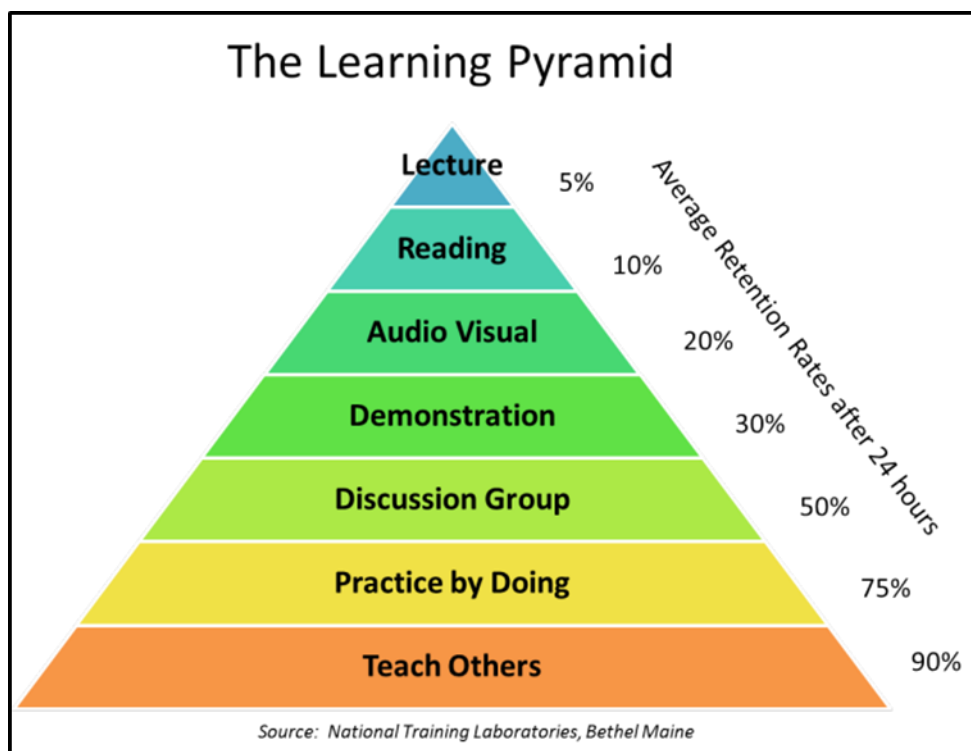 The Learning Pyramid
Lecture
5%
Reading
10%
Audio Visual
20%
Demonstration
30%
Discussion Group
50%
Practice by Doing
75%
Teach Others
90%
Average Retention Rates after 24 hours
Source: National Training Laboratories, Bethel Maine